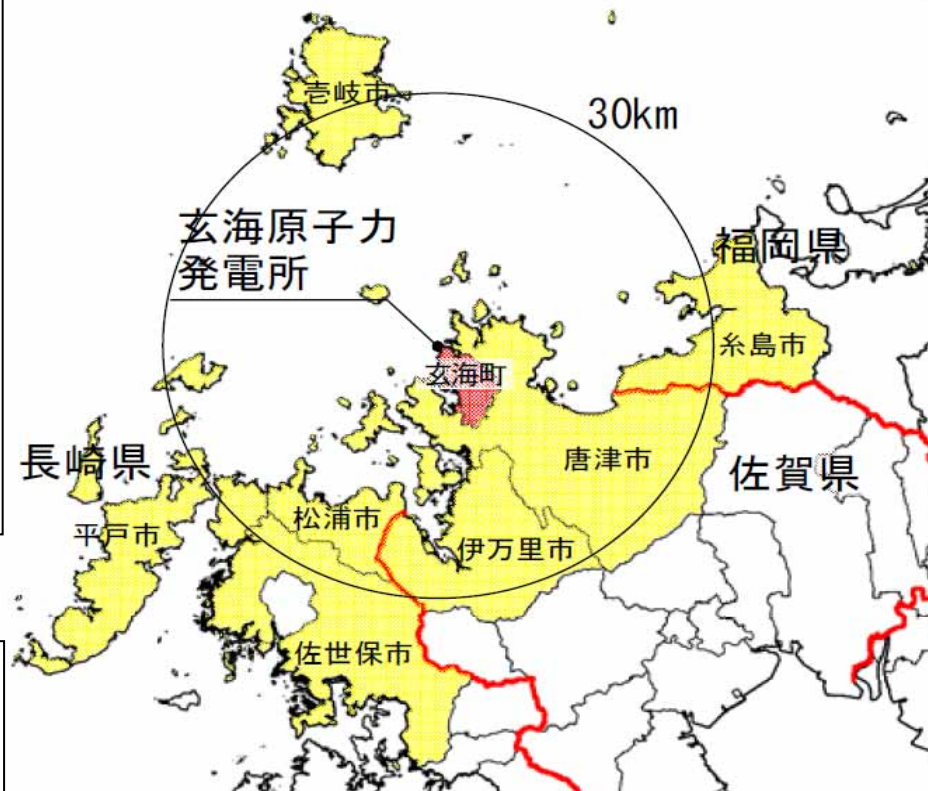 壱岐市
30km
玄海原子力
発電所
福岡県
糸島市
玄海町
唐津市
佐賀県
長崎県
松浦市
平戸市
伊万里市
佐世保市